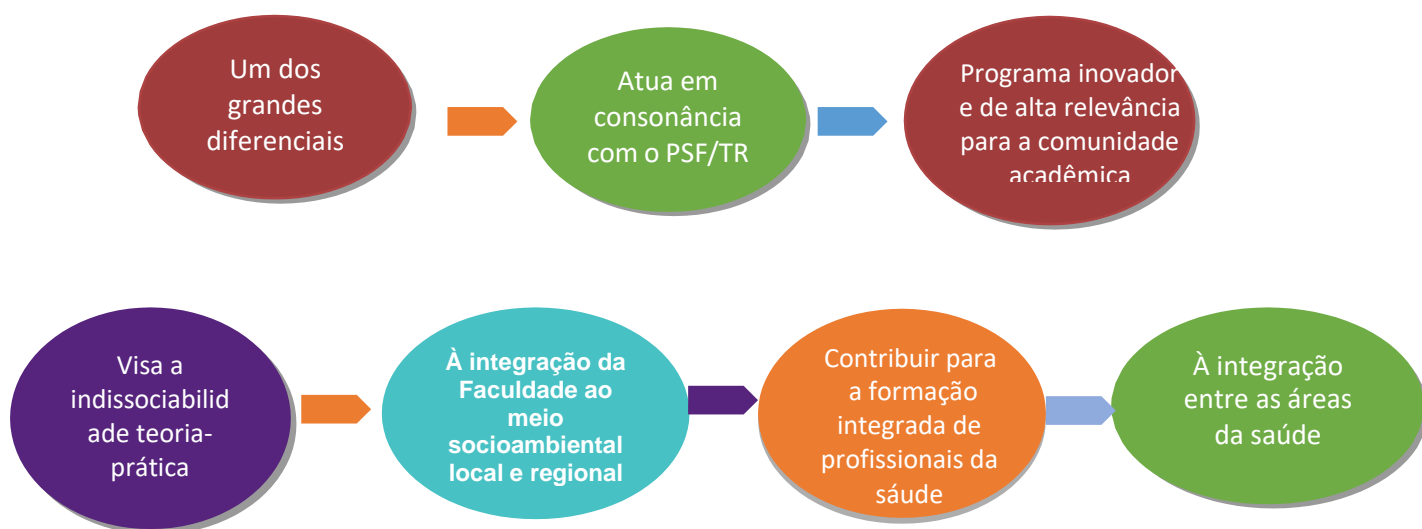 Um dos
grandes
diferenciais
Atua em
consonância
com o PSF/TR
Programa inovador
e de alta relevância
para a comunidade
acadêmica
Visa a
indissociabilid
ade teoria-
prática
À integração da
Faculdade ao
meio
socioambiental
local e regional
Contribuir para
a formação
integrada de
profissionais da
sáude
À integração
entre as áreas
da saúde